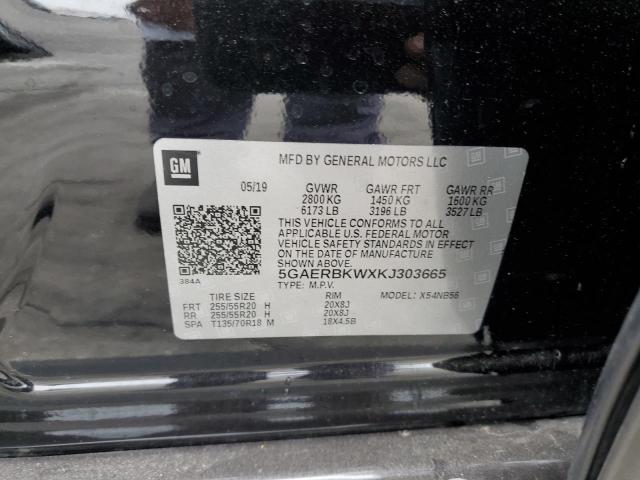 GM
MFD BY GENERAL MOTORS LLC
05/19 GVWR GAWR FRT GAWR RR
2800 KG 1450 KG 1600 KG
6173 LB 3196 LB 3527 LB
THIS VEHICLE CONFORMS TO ALL
APPLICABLE U.S. FEDERAL MOTOR
VEHICLE SAFETY STANDARDS IN EFFECT
ON THE DATE OF MANUFACTURE
SHOWN ABOVE.
384A 5GAERBKWXKJ303665
TYPE: M.P.V. MODEL: X54NB56
TIRE SIZE RIM
FRT 255/55R20 H 20X8J
RR 255/55R20 H 20X8J
SPA T135/70R18 M 18X4.5B